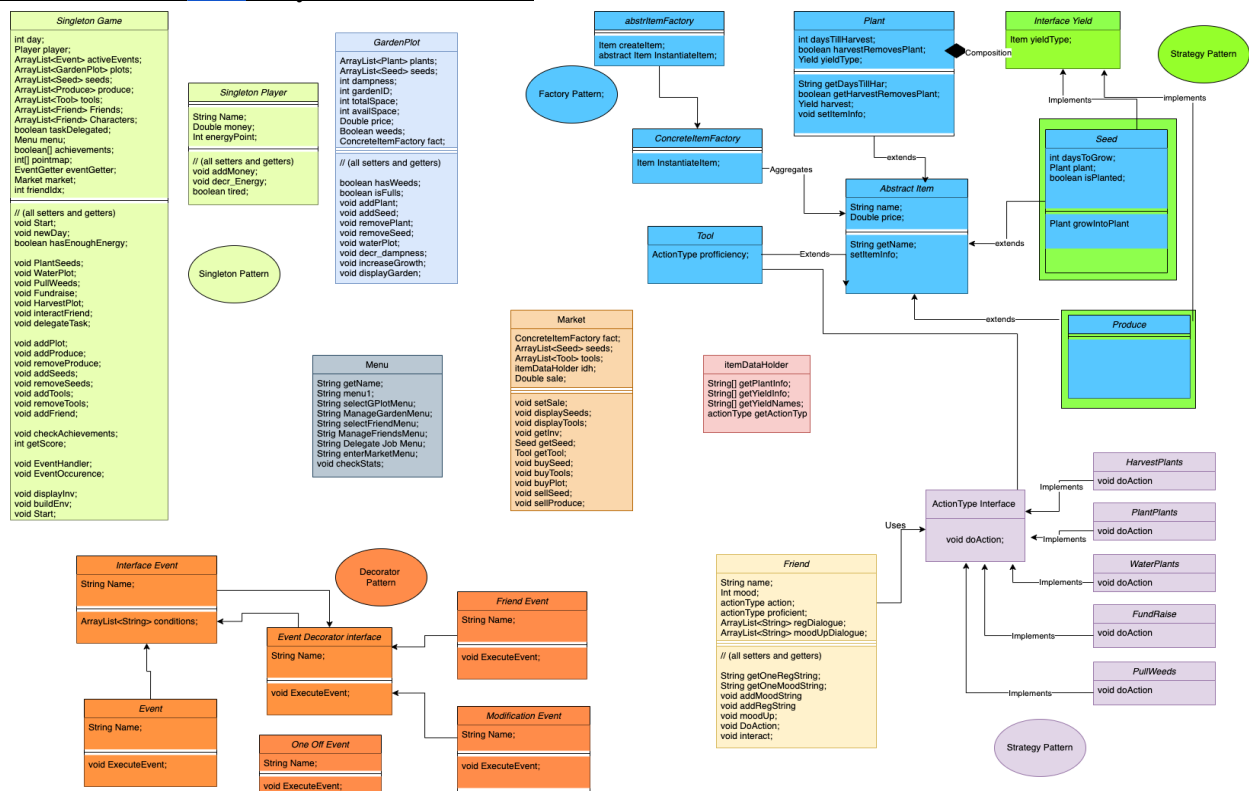 Singleton Game
int day;
Player player;
ArrayList<Event> activeEvents;
ArrayList<GardenPlot> plots;
ArrayList<Seed> seeds;
ArrayList<Produce> produce;
ArrayList<Tool> tools;
ArrayList<Friend> Friends;
ArrayList<Friend> Characters;
boolean taskDelegated;
Menu menu;
boolean[] achievements;
int[] pointmap;
EventGetter eventGetter;
Market market;
int friendIdx;
// (all setters and getters)
void Start;
void newDay;
boolean hasEnoughEnergy;
void PlantSeeds;
void WaterPlot;
void PullWeeds;
void Fundraise;
void HarvestPlot;
void interactFriend;
void delegateTask;
void addPlot;
void addProduce;
void removeProduce;
void addSeeds;
void removeSeeds;
void addTools;
void removeTools;
void addFriend;
void checkAchievements;
int getScore;
void EventHandler;
void EventOccurence;
void displayInv;
void buildEnv;
void Start;
Singleton Player
String Name;
Double money;
Int energyPoint;
// (all setters and getters)
void addMoney;
void decr_Energy;
boolean tired;
Singleton Pattern
GardenPlot
ArrayList<Plant> plants;
ArrayList<Seed> seeds;
int dampness;
int gardenID;
int totalSpace;
int availSpace;
Double price;
Boolean weeds;
ConcreteItemFactory fact;
// (all setters and getters)
boolean hasWeeds;
boolean isFulls;
void addPlant;
void addSeed;
void removePlant;
void removeSeed;
void waterPlot;
void decr_dampness;
void increaseGrowth;
void displayGarden;
Menu
String getName;
String menu1;
String selectGPlotMenu;
String ManageGardenMenu;
String selectFriendMenu;
Strig ManageFriendsMenu;
String Delegate Job Menu;
String enterMarketMenu;
void checkStats;
Market
ConcreteItemFactory fact;
ArrayList<Seed> seeds;
ArrayList<Tool> tools;
itemDataHolder idh;
Double sale;
void setSale;
void displaySeeds;
void displayTools;
void getInv;
Seed getSeed;
Tool getTool;
void buySeed;
void buyTools;
void buyPlot;
void sellSeed;
void sellProduce;
abstrItemFactory
Item createItem;
abstract Item InstantiateItem;
Factory Pattern;
ConcreteItemFactory
Item InstantiateItem;
Aggregates
Plant
int daysTillHarvest;
boolean harvestRemovesPlant;
Yield yieldType;
String getDaysTillHar;
boolean getHarvestRemovesPlant;
Yield harvest;
void setItemInfo;
Composition
Interface Yield
Item yieldType;
Strategy Pattern
Implements
implements
extends
Seed
int daysToGrow;
Plant plant;
boolean isPlanted;
Plant growIntoPlant
Abstract Item
String name;
Double price;
String getName;
setItemInfo;
extends
Tool
ActionType profficiency;
Extends
extends
Produce
itemDataHolder
String[] getPlantInfo;
String[] getYieldInfo;
String[] getYieldNames;
actionType getActionTyp
Interface Event
String Name;
ArrayList<String> conditions;
Decorator
Pattern
Event Decorator interface
String Name;
void ExecuteEvent;
Friend Event
String Name;
void ExecuteEvent;
Event
String Name;
void ExecuteEvent;
One Off Event
String Name;
void ExecuteEvent;
Modification Event
String Name;
void ExecuteEvent;
Friend
String name;
Int mood;
actionType action;
actionType proficient;
ArrayList<String> regDialogue;
ArrayList<String> moodUpDialogue;
// (all setters and getters)
String getOneRegString;
String getOneMoodString;
void addMoodString
void addRegString
void moodUp;
void DoAction;
void interact;
Uses
ActionType Interface
void doAction;
Implements
HarvestPlants
void doAction
Implements
PlantPlants
void doAction
Implements
WaterPlants
void doAction
Implements
FundRaise
void doAction
Implements
PullWeeds
void doAction
Strategy Pattern